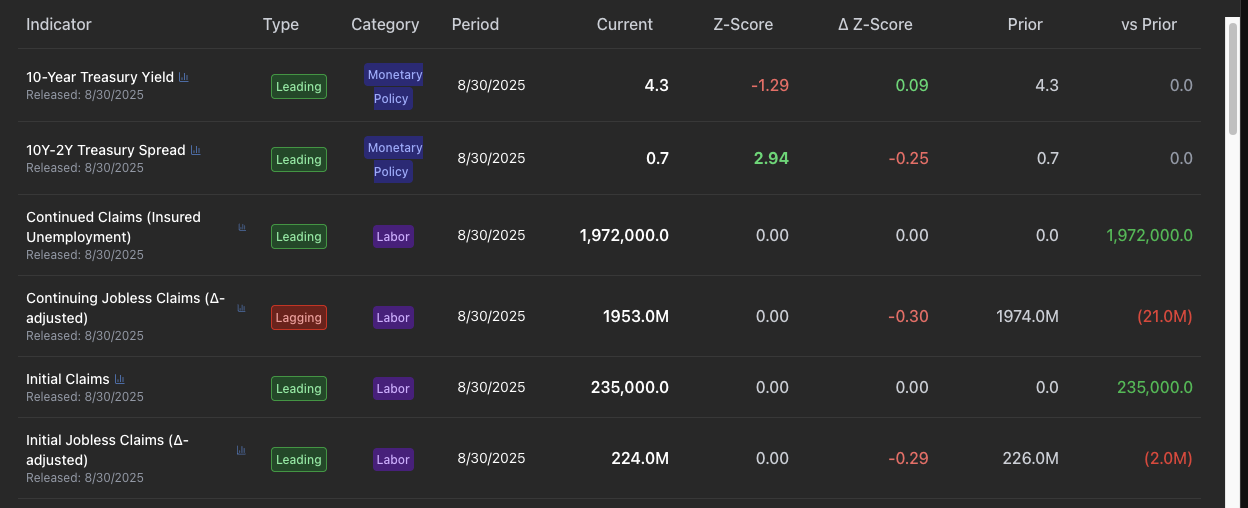 Indicator Type Category Period Current Z-Score Δ Z-Score Prior vs Prior
10-Year Treasury Yield
Released: 8/30/2025
Leading
Monetary
Policy
8/30/2025 4.3 -1.29 0.09 4.3 0.0
10Y-2Y Treasury Spread
Released: 8/30/2025
Leading
Monetary
Policy
8/30/2025 0.7 2.94 -0.25 0.7 0.0
Continued Claims (Insured
Unemployment)
Released: 8/30/2025
Leading Labor 8/30/2025 1,972,000.0 0.00 0.00 0.0 1,972,000.0
Continuing Jobless Claims (Δ-
adjusted)
Released: 8/30/2025
Lagging Labor 8/30/2025 1953.0M 0.00 -0.30 1974.0M (21.0M)
Initial Claims
Released: 8/30/2025
Leading Labor 8/30/2025 235,000.0 0.00 0.00 0.0 235,000.0
Initial Jobless Claims (Δ-
adjusted)
Released: 8/30/2025
Leading Labor 8/30/2025 224.0M 0.00 -0.29 226.0M (2.0M)